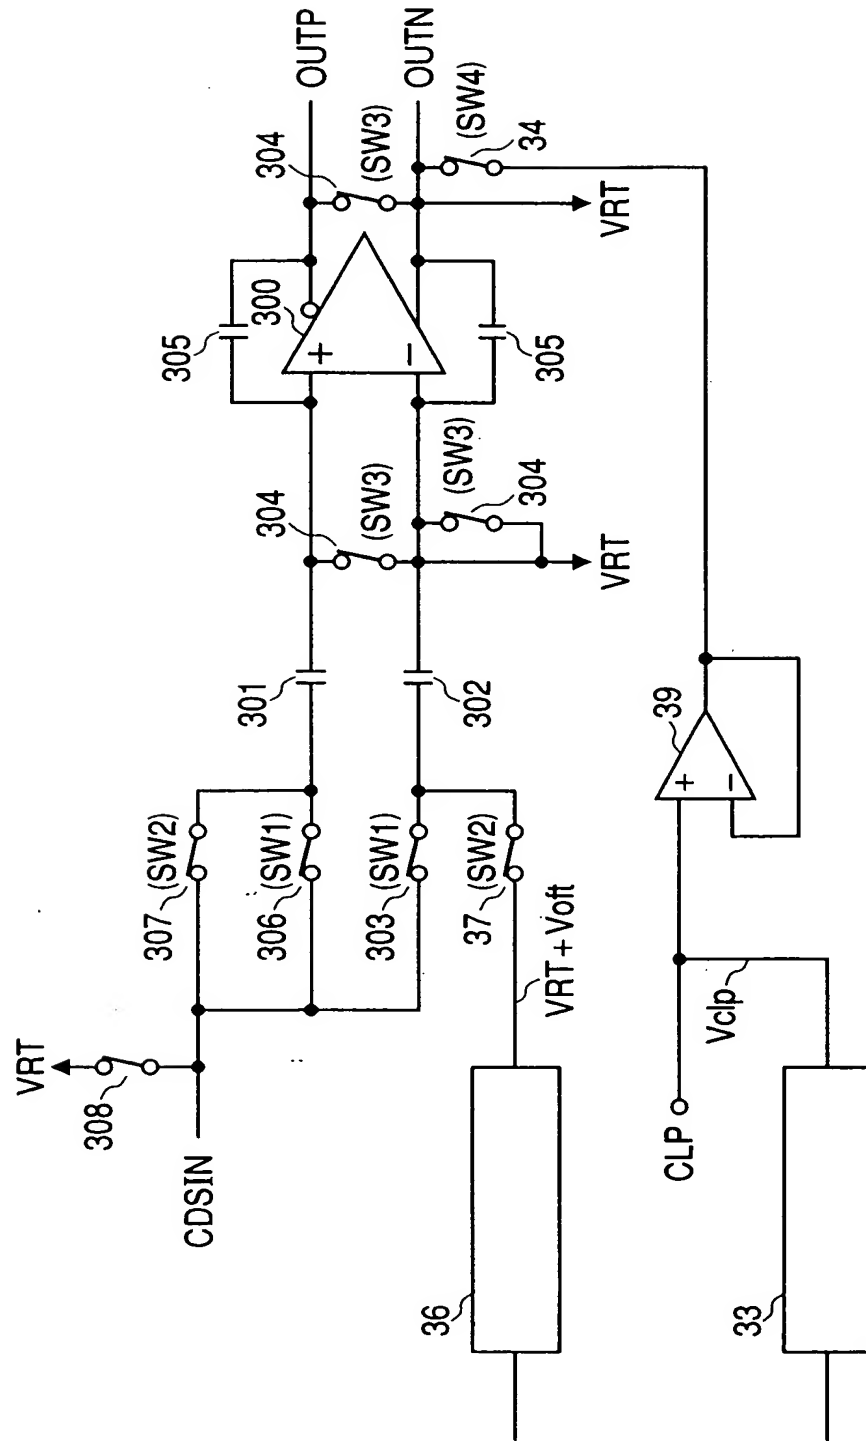 VRT
308
CDSIN
307
(SW2)
306
(SW1)
303
(SW1)
37
(SW2)
VRT + Voft
36
301
302
304
(SW3)
(SW3)
304
VRT
305
300
+
−
305
304
(SW3)
VRT
(SW4)
34
OUTP
OUTN
39
+
−
CLP
Vclp
33